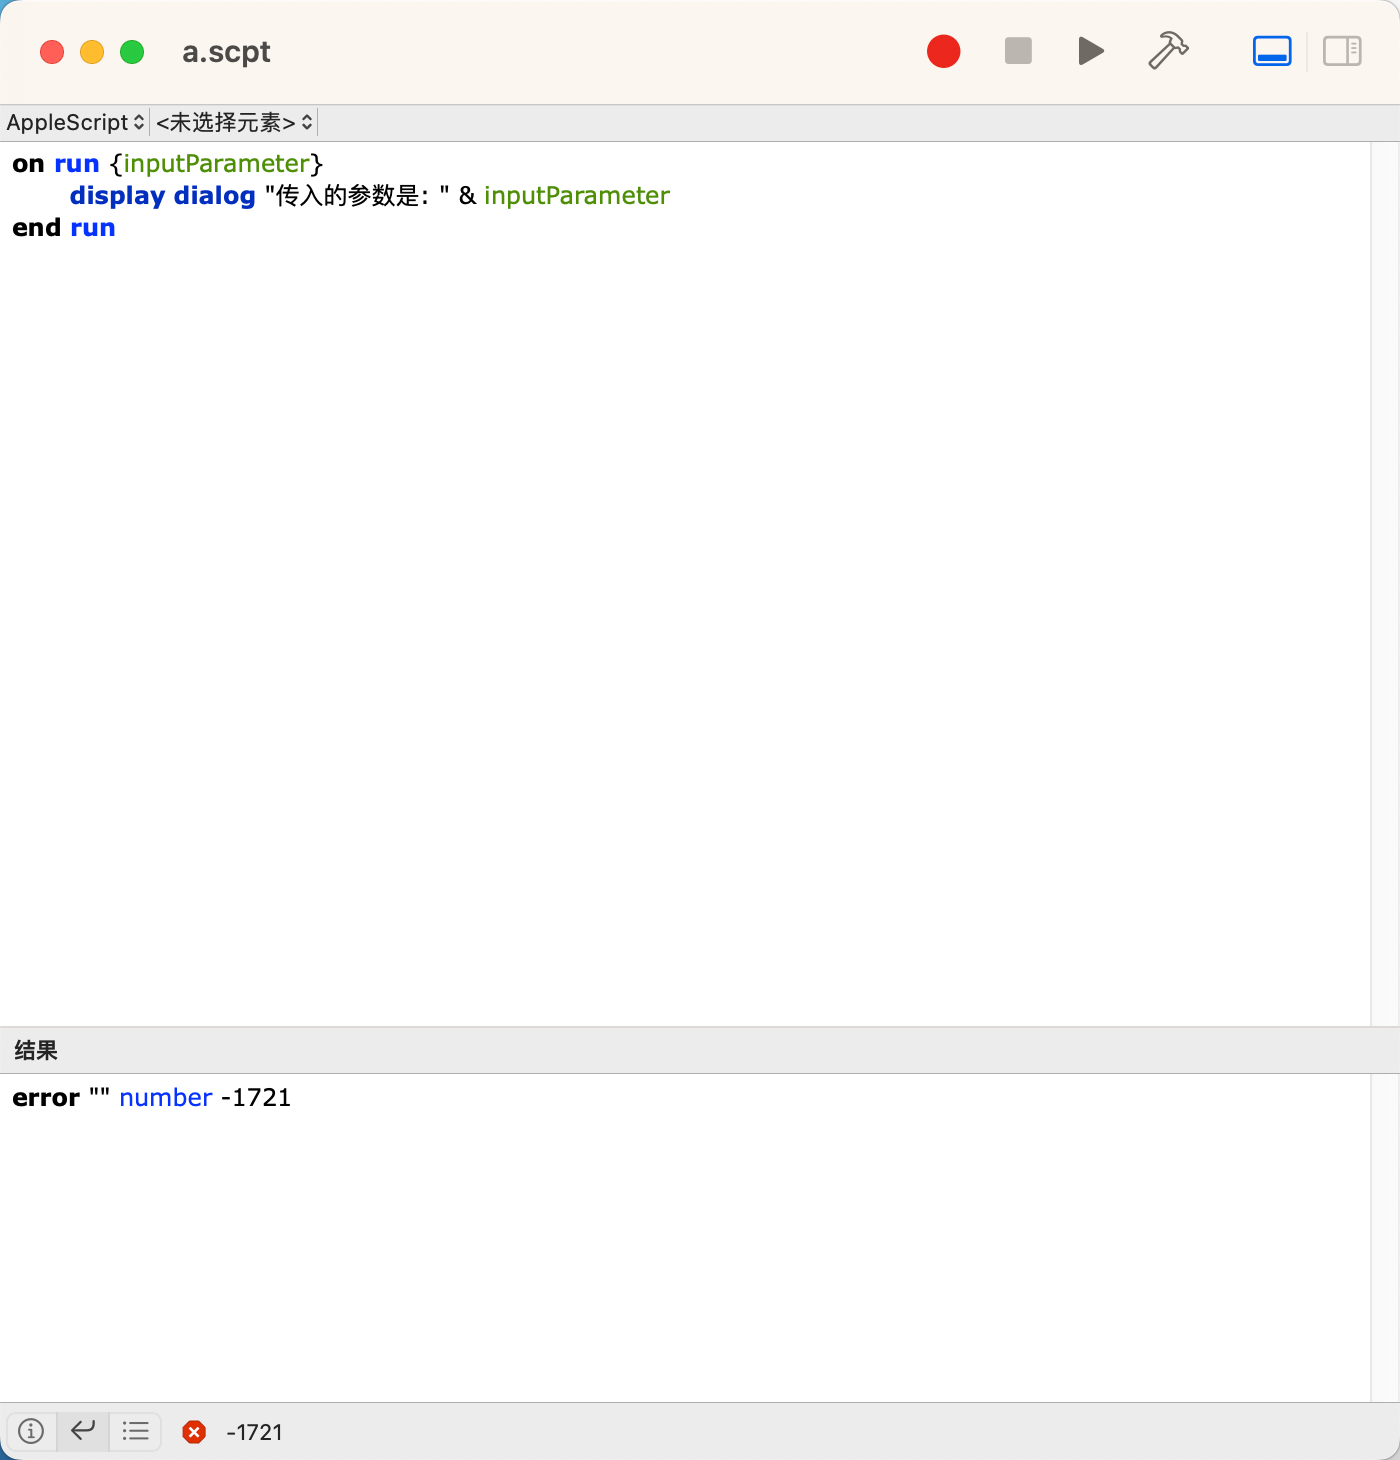 a.scpt
AppleScript <未选择元素>
on run {inputParameter}
display dialog "传入的参数是：" & inputParameter
end run
结果
error "" number -1721
-1721